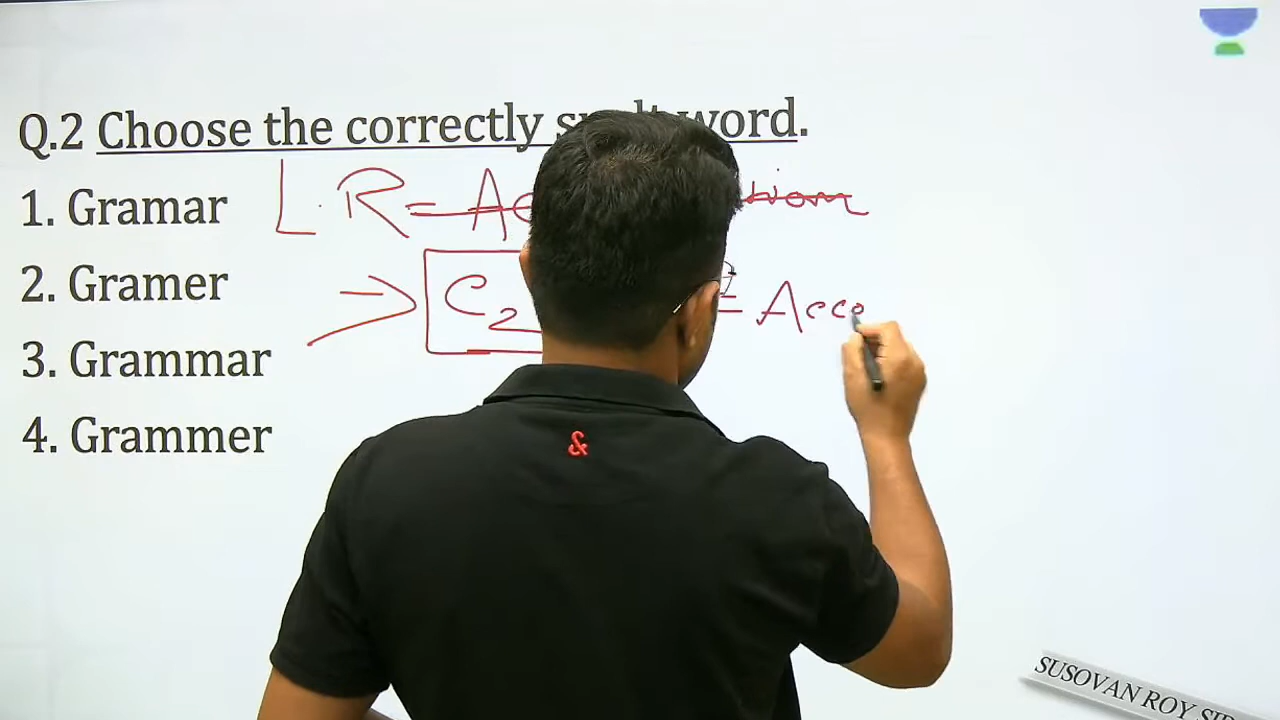 Q.2 Choose the correctly word.
1. Gramar
L.R =
2. Gramer
C2 = Acco
3. Grammar
4. Grammer
&
SUSOVAN ROY